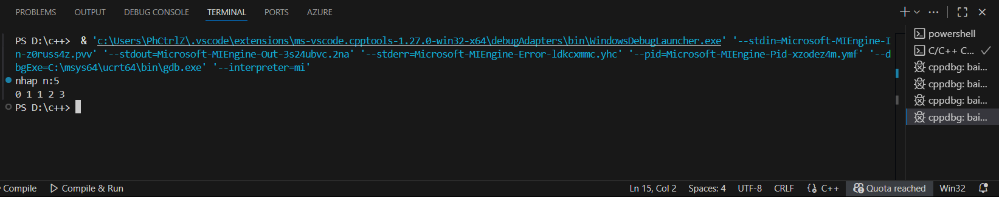 PROBLEMS OUTPUT DEBUG CONSOLE TERMINAL PORTS AZURE
PS D:\c++>  & 'c:\Users\PhCtrlZ\.vscode\extensions\ms-vscode.cpptools-1.27.0-win32-x64\debugAdapters\bin\WindowsDebugLauncher.exe' '--stdin=Microsoft-MIEngine-I
n-z0russ4z.pvv' '--stdout=Microsoft-MIEngine-Out-3s24ubvc.2na' '--stderr=Microsoft-MIEngine-Error-ldkcxmmc.yhc' '--pid=Microsoft-MIEngine-Pid-xzodez4m.ymf' '--d
bgExe=C:\msys64\ucrt64\bin\gdb.exe' '--interpreter=mi'
nhap n:5
0 1 1 2 3
PS D:\c++>
powershell
C/C++ C...
cppdbg: bai...
cppdbg: bai...
cppdbg: bai...
cppdbg: bai...
Compile Compile & Run Ln 15, Col 2 Spaces: 4 UTF-8 CRLF C++ Quota reached Win32